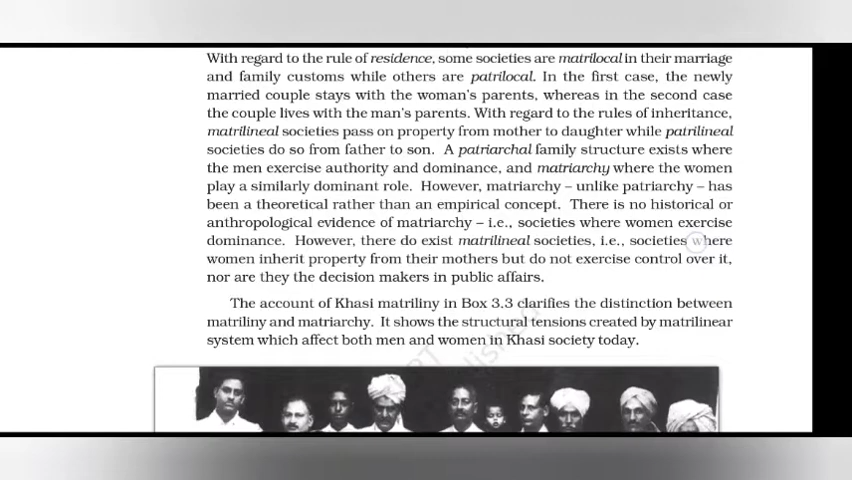 With regard to the rule of residence, some societies are matrilocal in their marriage
and family customs while others are patrilocal. In the first case, the newly
married couple stays with the woman's parents, whereas in the second case
the couple lives with the man's parents. With regard to the rules of inheritance,
matrilineal societies pass on property from mother to daughter while patrilineal
societies do so from father to son. A patriarchal family structure exists where
the men exercise authority and dominance, and matriarchy where the women
play a similarly dominant role. However, matriarchy – unlike patriarchy – has
been a theoretical rather than an empirical concept. There is no historical or
anthropological evidence of matriarchy – i.e., societies where women exercise
dominance. However, there do exist matrilineal societies, i.e., societies where
women inherit property from their mothers but do not exercise control over it,
nor are they the decision makers in public affairs.
The account of Khasi matriliny in Box 3.3 clarifies the distinction between
matriliny and matriarchy. It shows the structural tensions created by matrilinear
system which affect both men and women in Khasi society today.